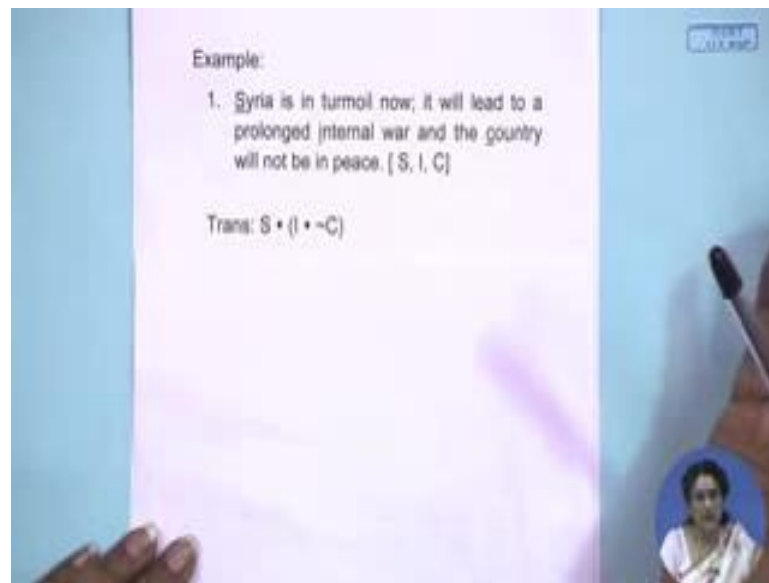 Example:
1. Syria is in turmoil now; it will lead to a
prolonged internal war and the country
will not be in peace. [ S, I, C]
Trans: S • (I • ~C)